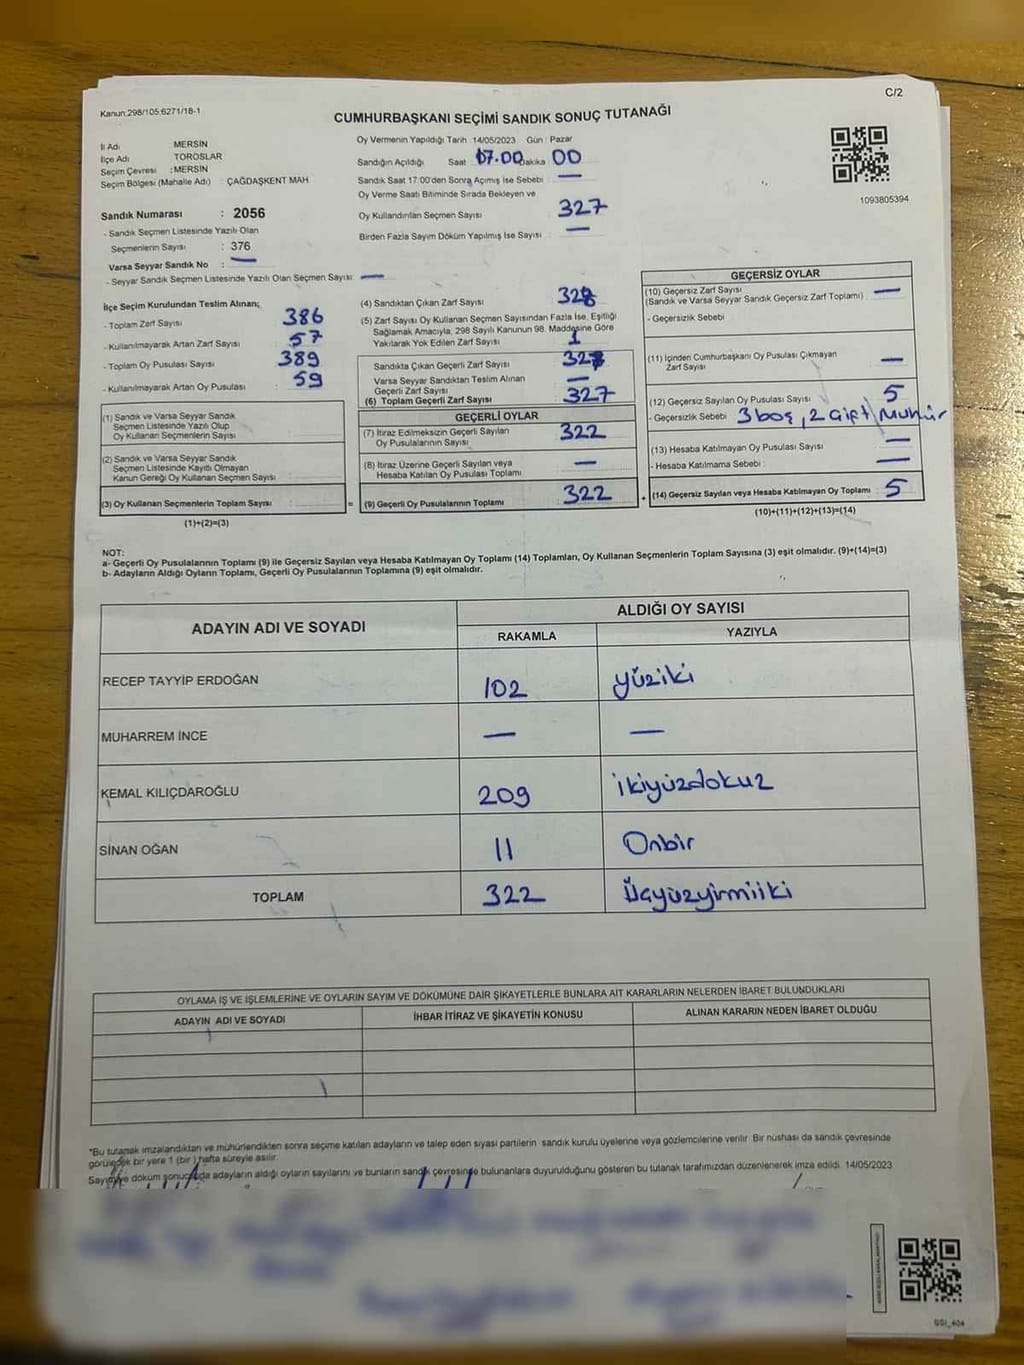 C/2
Kanun:298/105;6271/18-1
CUMHURBAŞKANI SEÇİMİ SANDIK SONUÇ TUTANAĞI
İl Adı MERSİN
İlçe Adı TOROSLAR
Seçim Çevresi : MERSİN
Seçim Bölgesi (Mahalle Adı) ÇAĞDAŞKENT MAH
Sandık Numarası : 2056
- Sandık Seçmen Listesinde Yazılı Olan
Seçmenlerin Sayısı : 376
Varsa Seyyar Sandık No : —
- Seyyar Sandık Seçmen Listesinde Yazılı Olan Seçmen Sayısı: —
Oy Vermenin Yapıldığı Tarih : 14/05/2023 Gün : Pazar
Sandığın Açıldığı Saat 17.00 Dakika 00
Sandık Saat 17:00'den Sonra Açımış İse Sebebi : —
Oy Verme Saati Bitiminde Sırada Bekleyen ve
Oy Kullandırılan Seçmen Sayısı 327
Birden Fazla Sayım Döküm Yapılmış İse Sayısı : —
1093805394
İlçe Seçim Kurulundan Teslim Alınan;
- Toplam Zarf Sayısı 386
- Kullanılmayarak Artan Zarf Sayısı : 57
- Toplam Oy Pusulası Sayısı 389
- Kullanılmayarak Artan Oy Pusulası : 59
(1) Sandık ve Varsa Seyyar Sandık
Seçmen Listesinde Yazılı Olup
Oy Kullanan Seçmenlerin Sayısı
(2) Sandık ve Varsa Seyyar Sandık
Seçmen Listesinde Kayıtlı Olmayan
Kanun Gereği Oy Kullanan Seçmen Sayısı
(3) Oy Kullanan Seçmenlerin Toplam Sayısı =
(1)+(2)=(3)
(4) Sandıktan Çıkan Zarf Sayısı 328
(5) Zarf Sayısı Oy Kullanan Seçmen Sayısından Fazla İse, Eşitliği
Sağlamak Amacıyla, 298 Sayılı Kanunun 98. Maddesine Göre
Yakılarak Yok Edilen Zarf Sayısı 1
Sandıkta Çıkan Geçerli Zarf Sayısı 327
Varsa Seyyar Sandıktan Teslim Alınan
Geçerli Zarf Sayısı —
(6) Toplam Geçerli Zarf Sayısı 327
GEÇERLİ OYLAR
(7) İtiraz Edilmeksizin Geçerli Sayılan
Oy Pusulalarının Sayısı 322
(8) İtiraz Üzerine Geçerli Sayılan veya
Hesaba Katılan Oy Pusulası Toplamı —
(9) Geçerli Oy Pusulalarının Toplamı 322 +
GEÇERSİZ OYLAR
(10) Geçersiz Zarf Sayısı
(Sandık ve Varsa Seyyar Sandık Geçersiz Zarf Toplamı) —
- Geçersizlik Sebebi
(11) İçinden Cumhurbaşkanı Oy Pusulası Çıkmayan
Zarf Sayısı —
(12) Geçersiz Sayılan Oy Pusulası Sayısı 5
- Geçersizlik Sebebi 3 boş, 2 Çift Mühür
(13) Hesaba Katılmayan Oy Pusulası Sayısı —
- Hesaba Katılmama Sebebi : —
(14) Geçersiz Sayılan veya Hesaba Katılmayan Oy Toplamı : 5
(10)+(11)+(12)+(13)=(14)
NOT:
a- Geçerli Oy Pusulalarının Toplamı (9) ile Geçersiz Sayılan veya Hesaba Katılmayan Oy Toplamı (14) Toplamları, Oy Kullanan Seçmenlerin Toplam Sayısına (3) eşit olmalıdır. (9)+(14)=(3)
b- Adayların Aldığı Oyların Toplamı, Geçerli Oy Pusulalarının Toplamına (9) eşit olmalıdır.
ADAYIN ADI VE SOYADI
ALDIĞI OY SAYISI
RAKAMLA YAZIYLA
RECEP TAYYİP ERDOĞAN 102 yüziki
MUHARREM İNCE — —
KEMAL KILIÇDAROĞLU 209 ikiyüzdokuz
SİNAN OĞAN 11 Onbir
TOPLAM 322 Üçyüzyirmiiki
OYLAMA İŞ VE İŞLEMLERİNE VE OYLARIN SAYIM VE DÖKÜMÜNE DAİR ŞİKAYETLERLE BUNLARA AİT KARARLARIN NELERDEN İBARET BULUNDUKLARI
ADAYIN ADI VE SOYADI İHBAR İTİRAZ VE ŞİKAYETİN KONUSU ALINAN KARARIN NEDEN İBARET OLDUĞU
*Bu tutanak imzalandıktan ve mühürlendikten sonra seçime katılan adayların ve talep eden siyasi partilerin sandık kurulu üyelerine veya gözlemcilerine verilir. Bir nüshası da sandık çevresinde
görülecek bir yere 1 (bir) hafta süreyle asılır.
Sayım ve döküm sonucunda adayların aldığı oyların sayılarını ve bunların sandık çevresinde bulunanlara duyurulduğunu gösteren bu tutanak tarafımızdan düzenlenerek imza edildi. 14/05/2023